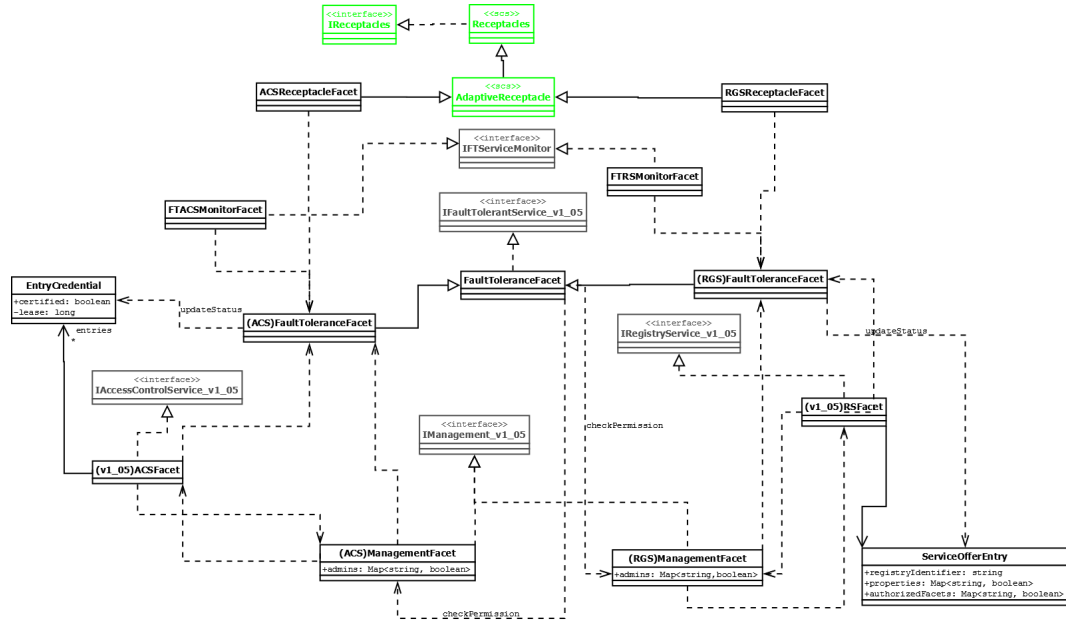 <<interface>>
IReceptacles
<<scs>>
Receptacles
ACSReceptacleFacet
<<scs>>
AdaptiveReceptacle
RGSReceptacleFacet
<<interface>>
IFTServiceMonitor
FTRSMonitorFacet
FTACSMonitorFacet
<<interface>>
IFaultTolerantService_v1_05
EntryCredential
+certified: boolean
-lease: long
FaultToleranceFacet
(RGS)FaultToleranceFacet
updateStatus
(ACS)FaultToleranceFacet
entries
*
<<interface>>
IRegistryService_v1_05
updateStatus
<<interface>>
IAccessControlService_v1_05
(v1_05)RSFacet
<<interface>>
IManagement_v1_05
checkPermission
(v1_05)ACSFacet
(ACS)ManagementFacet
+admins: Map<string, boolean>
(RGS)ManagementFacet
+admins: Map<string,boolean>
ServiceOfferEntry
+registryIdentifier: string
+properties: Map<string, boolean>
+authorizedFacets: Map<string, boolean>
checkPermission